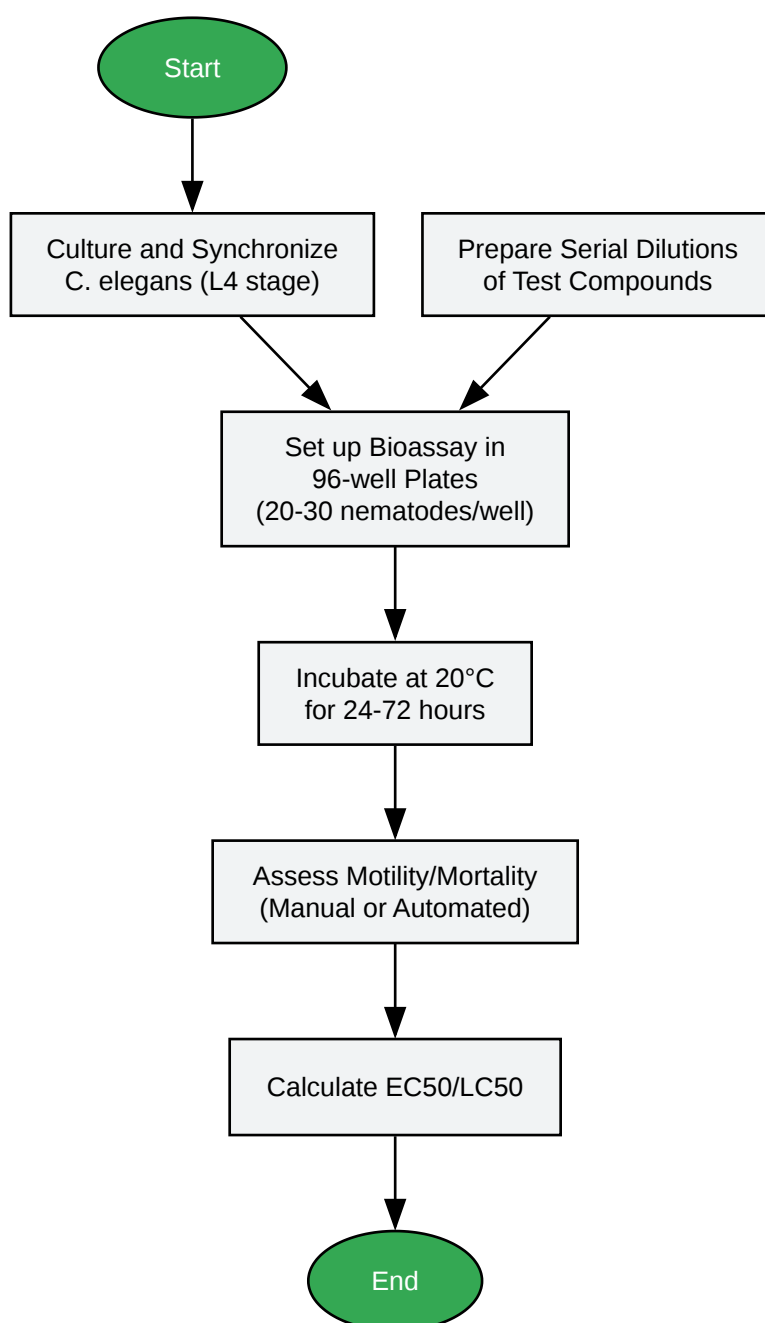 Start
Culture and Synchronize
C. elegans (L4 stage)
Prepare Serial Dilutions
of Test Compounds
Set up Bioassay in
96-well Plates
(20-30 nematodes/well)
Incubate at 20°C
for 24-72 hours
Assess Motility/Mortality
(Manual or Automated)
Calculate EC50/LC50
End